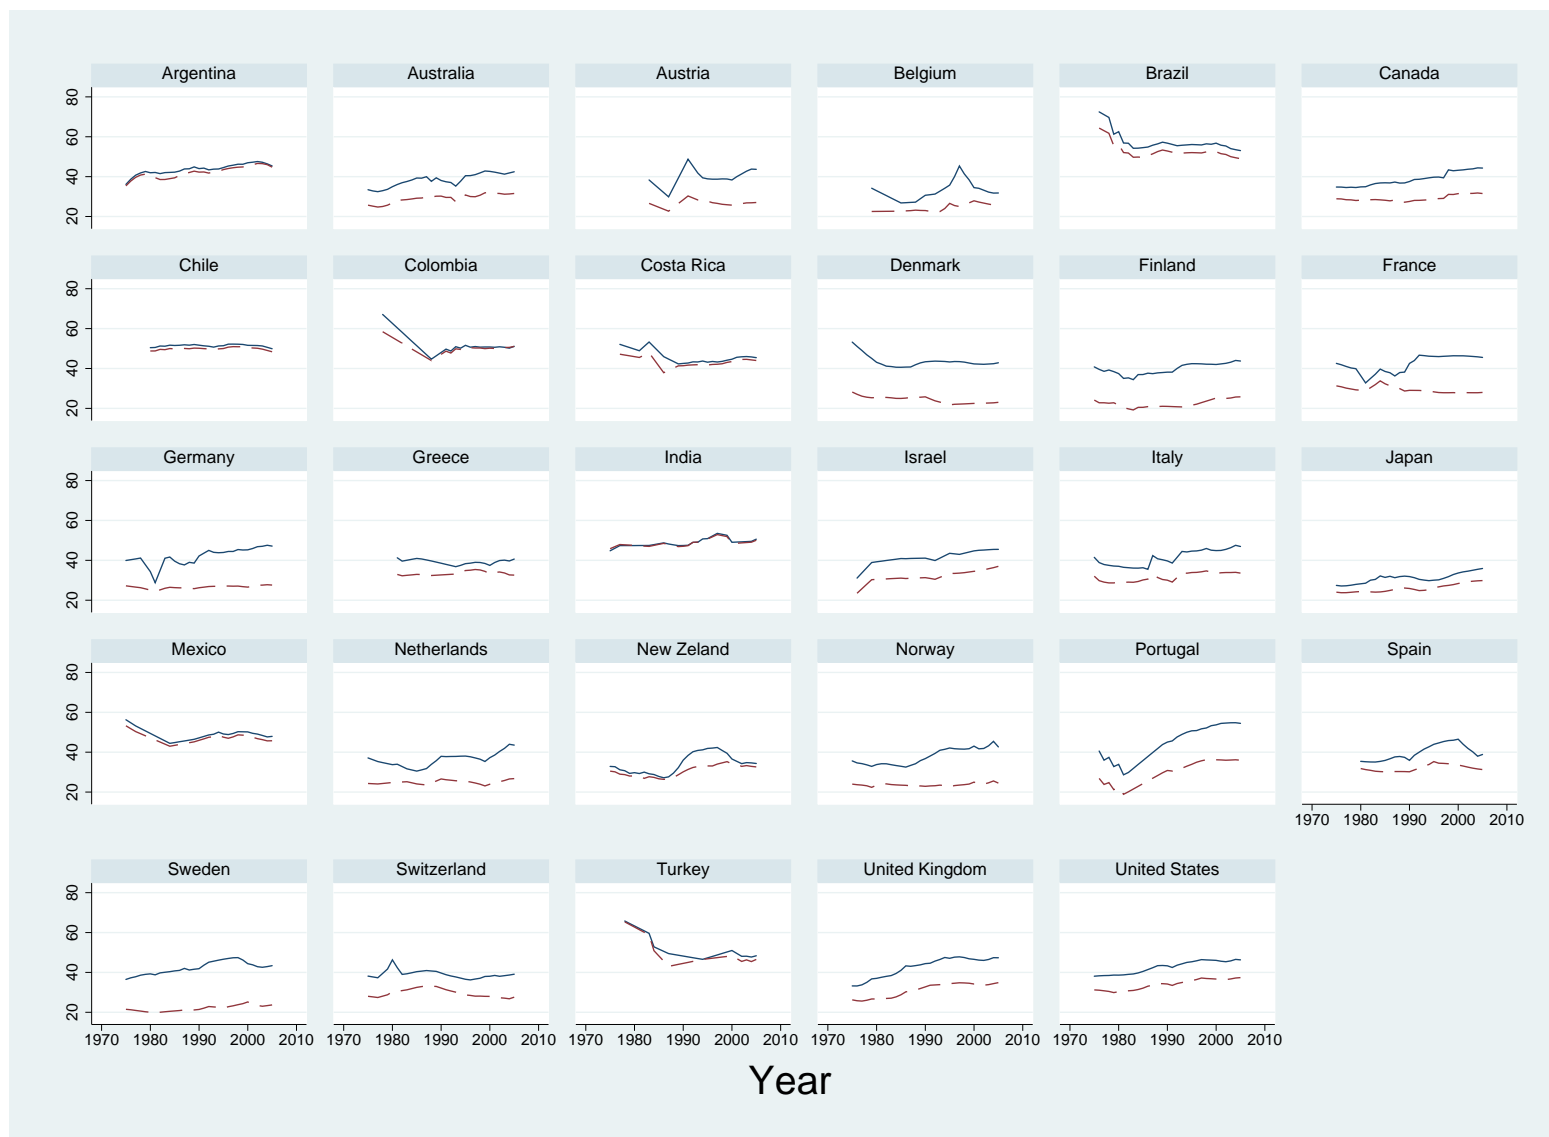 Argentina Australia Austria Belgium Brazil Canada
80
60
40
20
Chile Colombia Costa Rica Denmark Finland France
80
60
40
20
Germany Greece India Israel Italy Japan
80
60
40
20
Mexico Netherlands New Zeland Norway Portugal Spain
80
60
40
20
1970 1980 1990 2000 2010
Sweden Switzerland Turkey United Kingdom United States
80
60
40
20
1970 1980 1990 2000 2010 1970 1980 1990 2000 2010 1970 1980 1990 2000 2010 1970 1980 1990 2000 2010 1970 1980 1990 2000 2010
Year